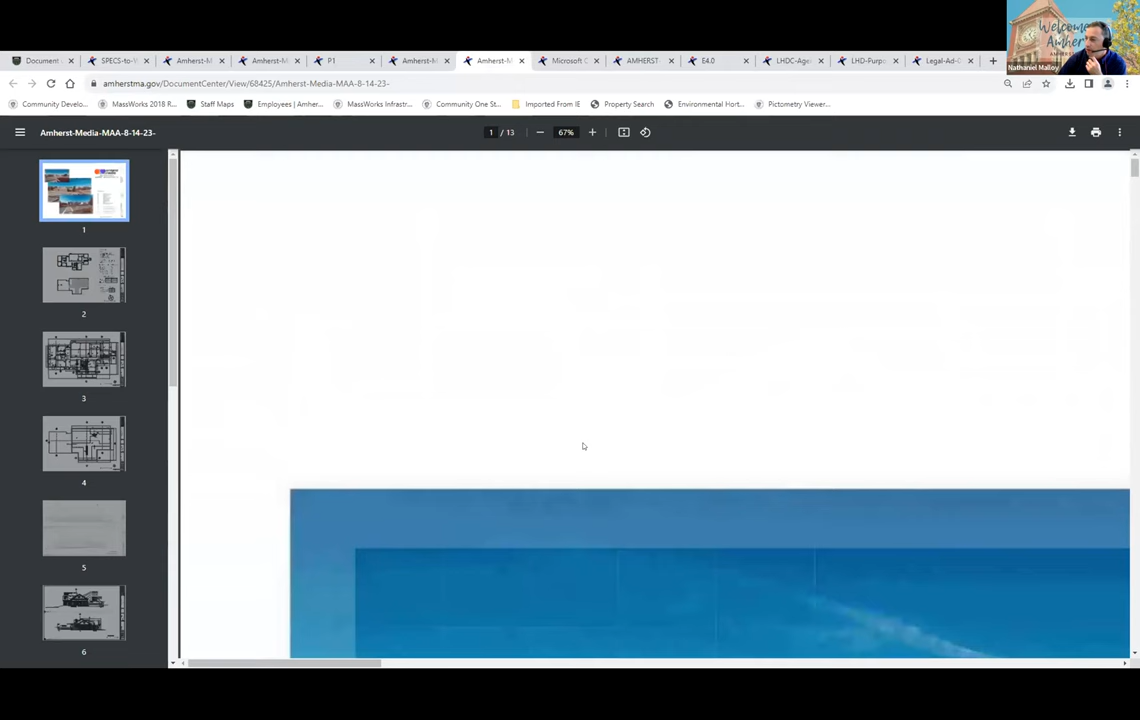 Welcome
Amherst
Nathaniel Malloy
Document
SPECS-to-V
Amherst-M
Amherst-M
P1
Amherst-M
Amherst-M
Microsoft C
AMHERST
E4.0
LHDC-Age
LHD-Purpo
Legal-Ad-C
amherstma.gov/DocumentCenter/View/68425/Amherst-Media-MAA-8-14-23-
Community Develo...
MassWorks 2018 R...
Staff Maps
Employees | Amher...
MassWorks Infrastr...
Community One St...
Imported From IE
Property Search
Environmental Hort...
Pictometry Viewer...
Amherst-Media-MAA-8-14-23-
1 / 13
67%
1
2
3
4
5
6